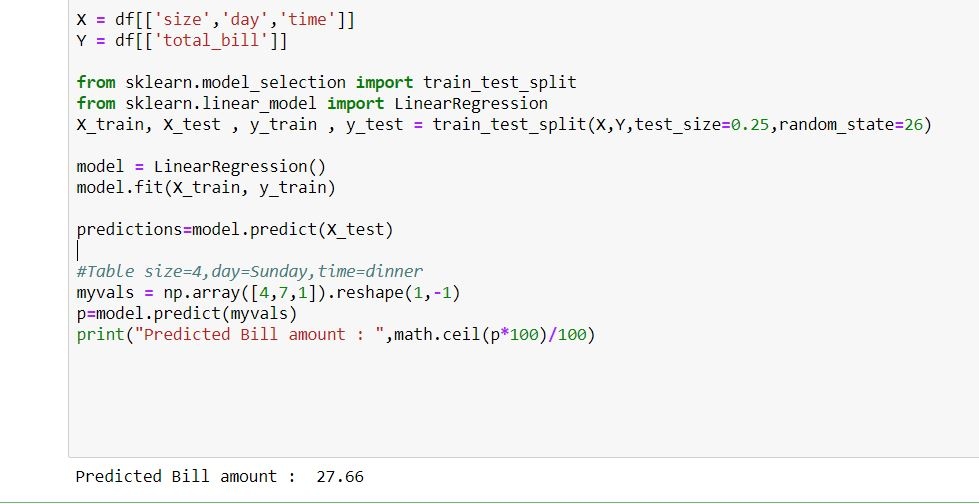 X = df[['size','day','time']]
Y = df[['total_bill']]
from sklearn.model_selection import train_test_split
from sklearn.linear_model import LinearRegression
X_train, X_test , y_train , y_test = train_test_split(X,Y,test_size=0.25,random_state=26)
model = LinearRegression()
model.fit(X_train, y_train)
predictions=model.predict(X_test)
#Table size=4,day=Sunday,time=dinner
myvals = np.array([4,7,1]).reshape(1,-1)
p=model.predict(myvals)
print("Predicted Bill amount : ",math.ceil(p*100)/100)
Predicted Bill amount :  27.66